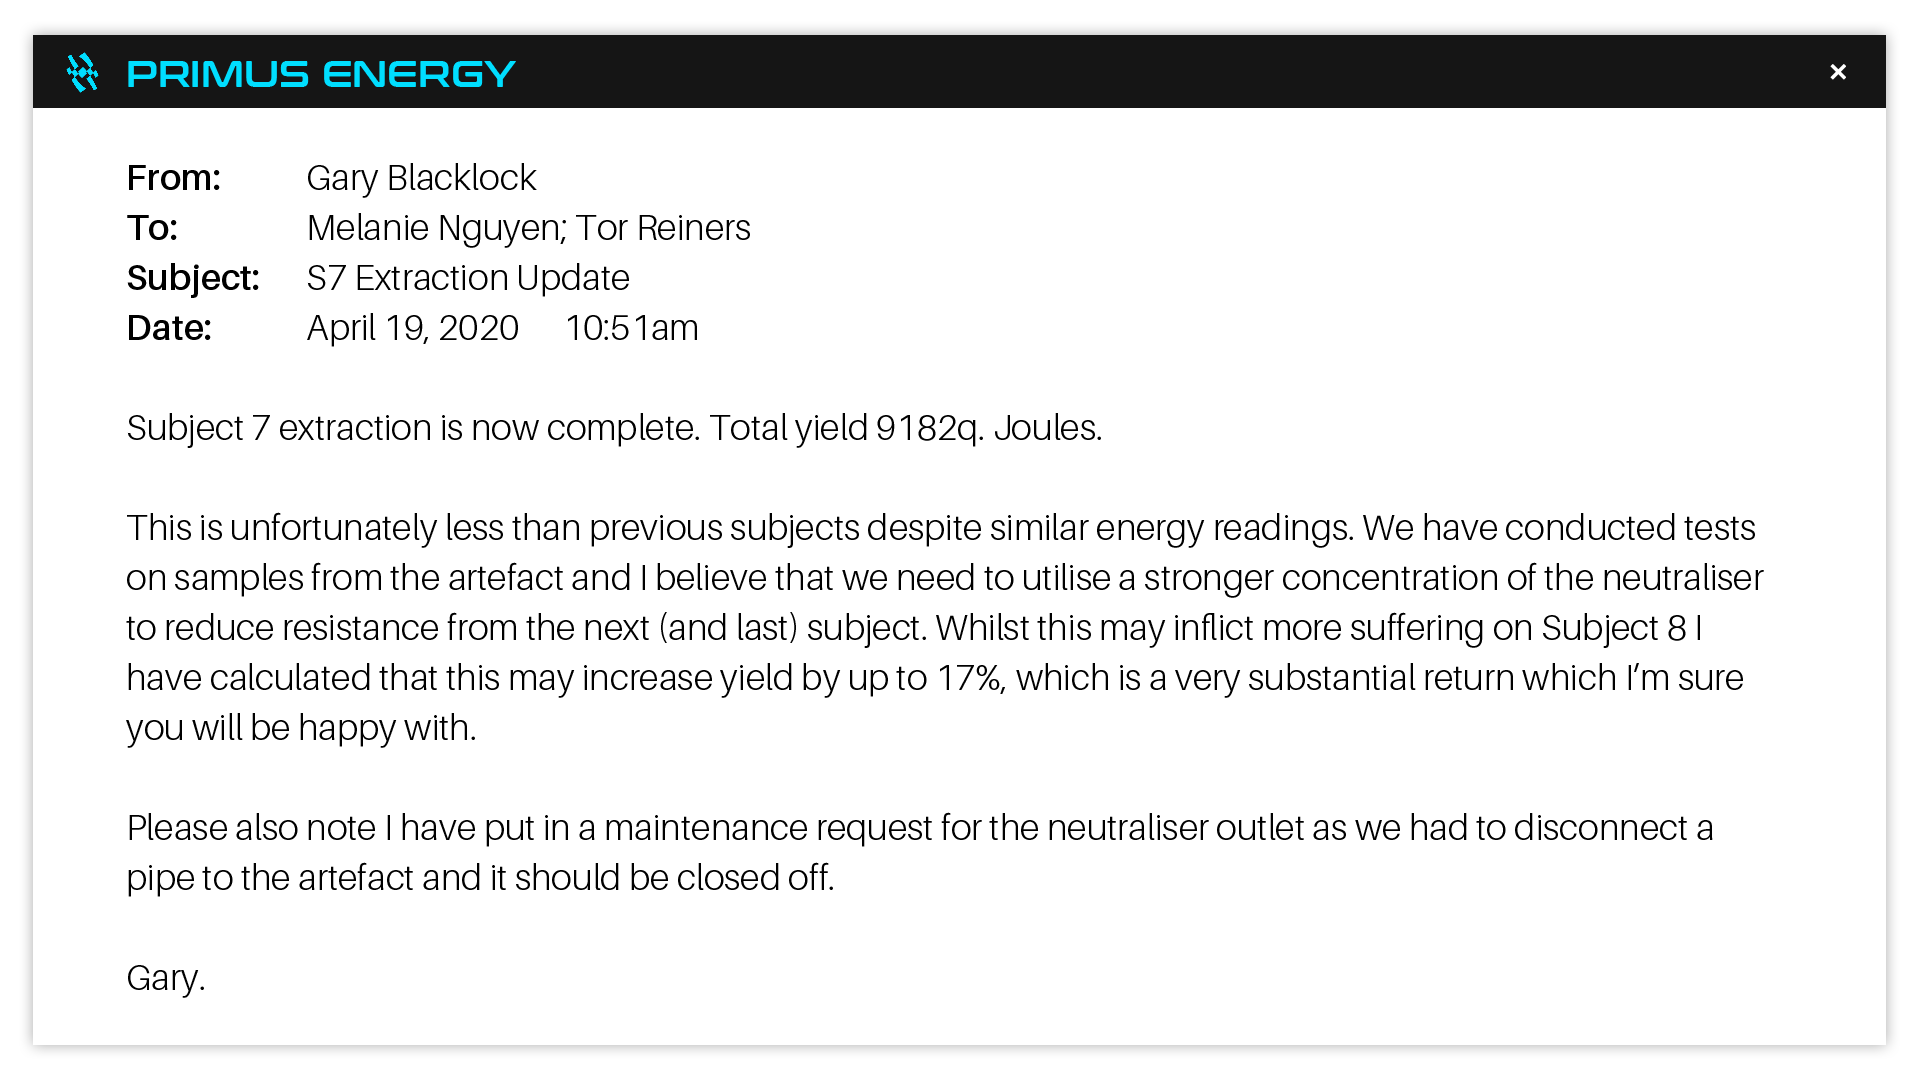 PRIMUS ENERGY
From: Gary Blacklock
To: Melanie Nguyen; Tor Reiners
Subject: S7 Extraction Update
Date: April 19, 2020 10:51am
Subject 7 extraction is now complete. Total yield 9182q. Joules.
This is unfortunately less than previous subjects despite similar energy readings. We have conducted tests
on samples from the artefact and I believe that we need to utilise a stronger concentration of the neutraliser
to reduce resistance from the next (and last) subject. Whilst this may inflict more suffering on Subject 8 I
have calculated that this may increase yield by up to 17%, which is a very substantial return which I’m sure
you will be happy with.
Please also note I have put in a maintenance request for the neutraliser outlet as we had to disconnect a
pipe to the artefact and it should be closed off.
Gary.